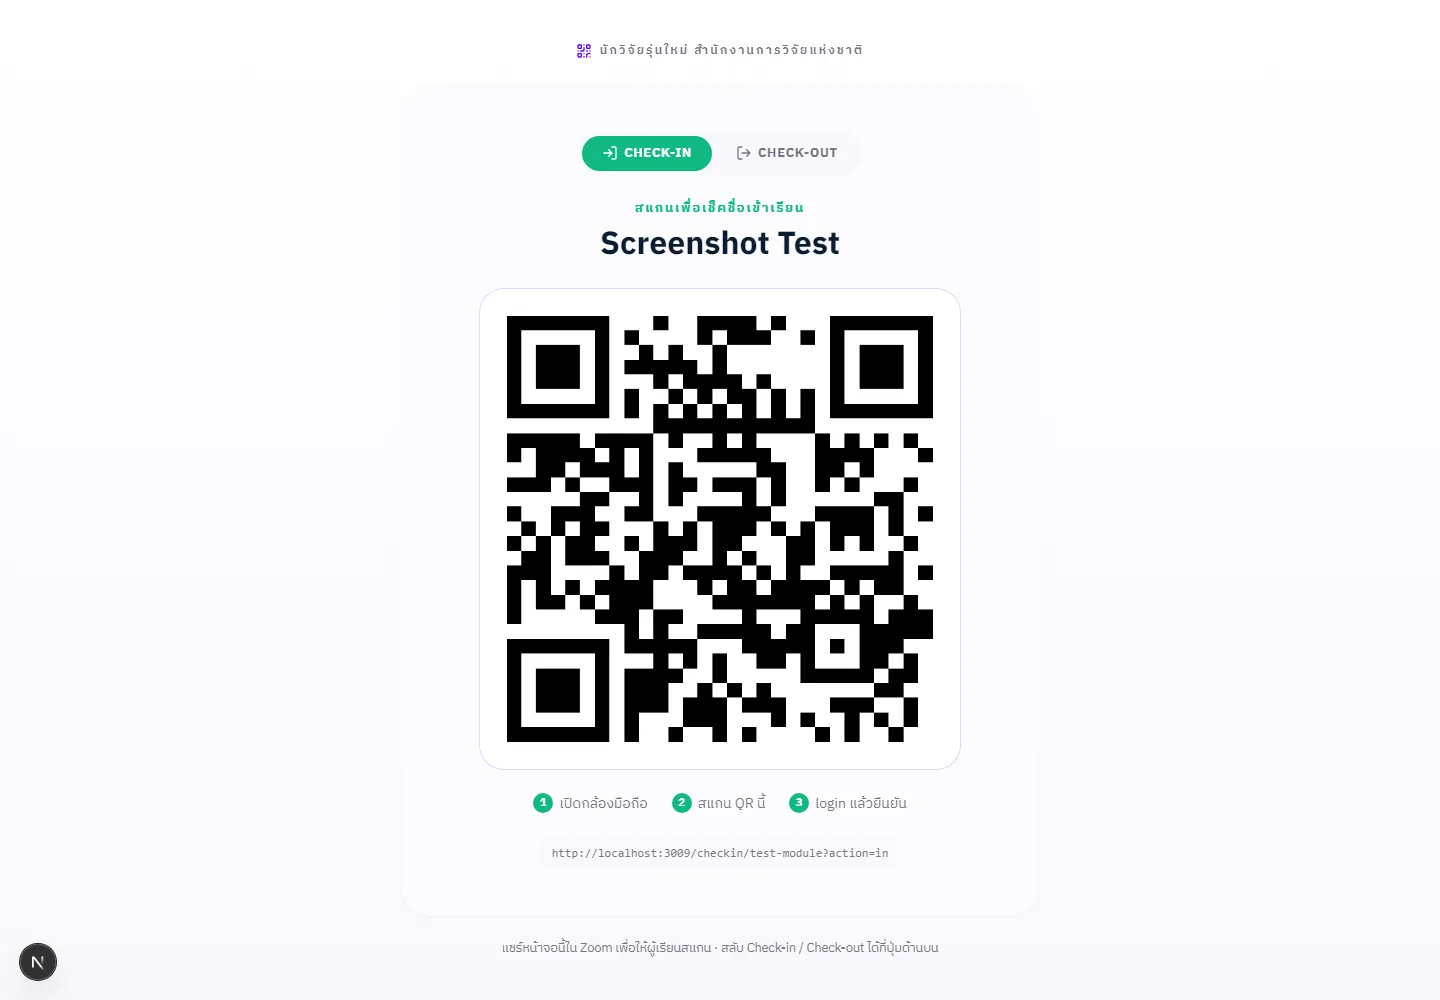 นักวิจัยรุ่นใหม่ สำนักงานการวิจัยแห่งชาติ
CHECK-IN CHECK-OUT
สแกนเพื่อเช็คชื่อเข้าเรียน
Screenshot Test
1 เปิดกล้องมือถือ 2 สแกน QR นี้ 3 login แล้วยืนยัน
http://localhost:3009/checkin/test-module?action=in
แชร์หน้าจอนี้ใน Zoom เพื่อให้ผู้เรียนสแกน · สลับ Check-in / Check-out ได้ที่ปุ่มด้านบน
N